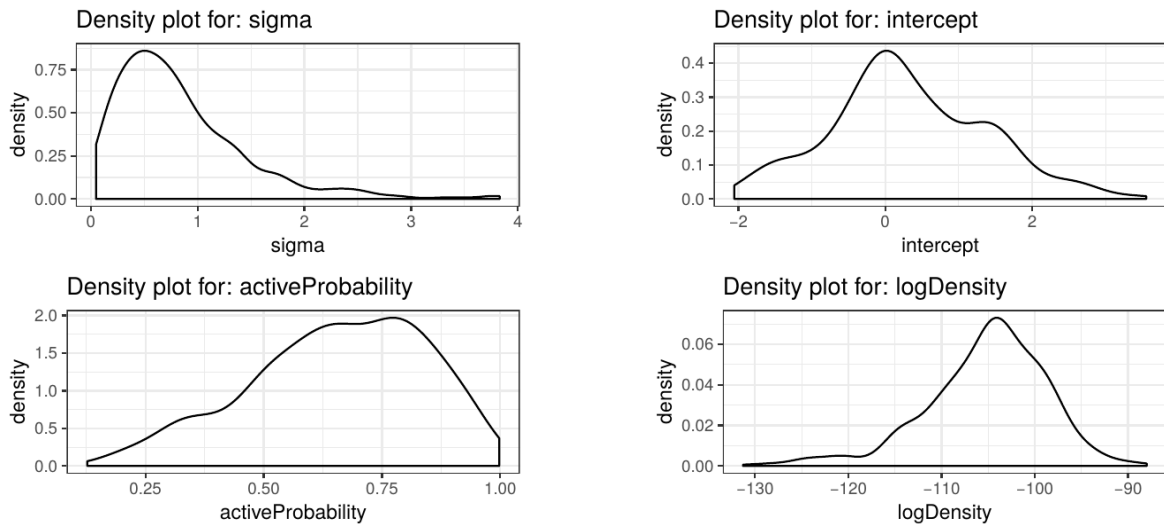 Density plot for: sigma
density
0.75
0.50
0.25
0.00
0 1 2 3 4
sigma
Density plot for: intercept
density
0.4
0.3
0.2
0.1
0.0
−2 0 2
intercept
Density plot for: activeProbability
density
2.0
1.5
1.0
0.5
0.0
0.25 0.50 0.75 1.00
activeProbability
Density plot for: logDensity
density
0.06
0.04
0.02
0.00
−130 −120 −110 −100 −90
logDensity